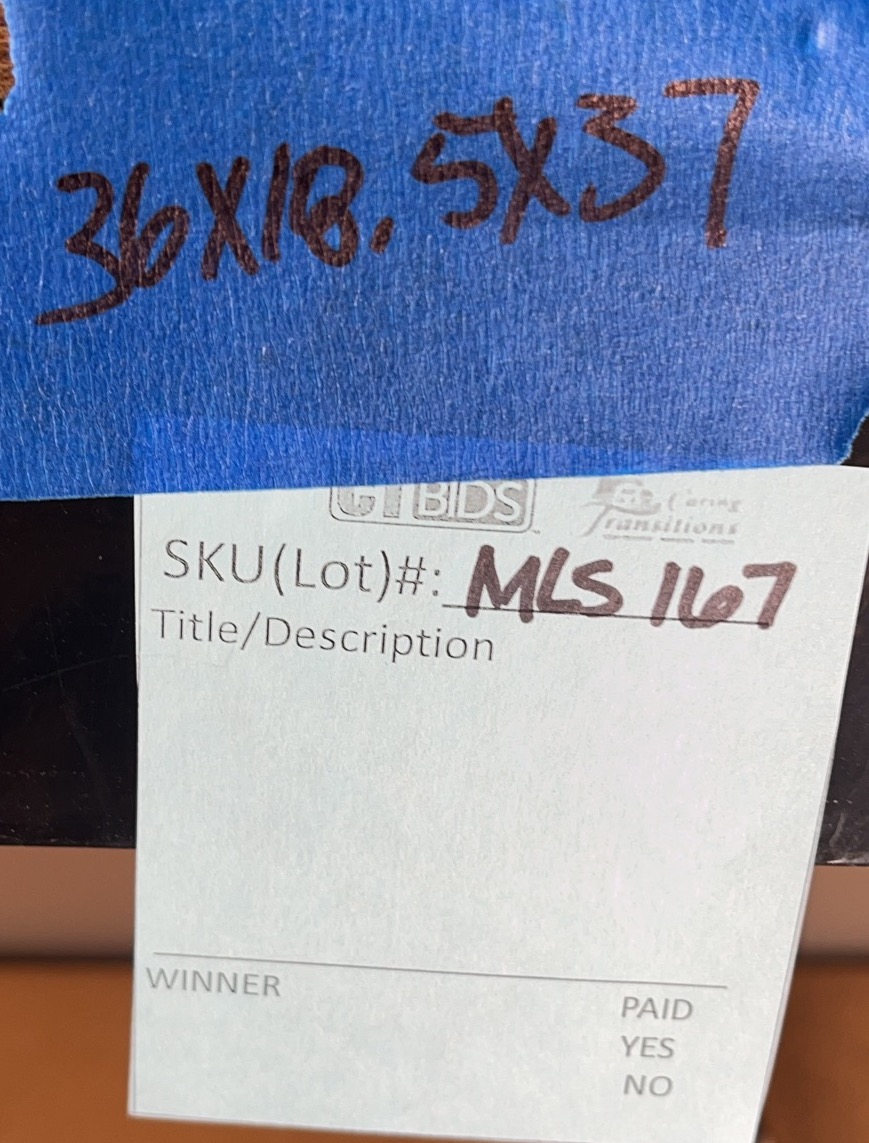 36X18.5X37
CTBIDS
Caring
Transitions
SKU(Lot)#: MLS 167
Title/Description
WINNER
PAID
YES
NO